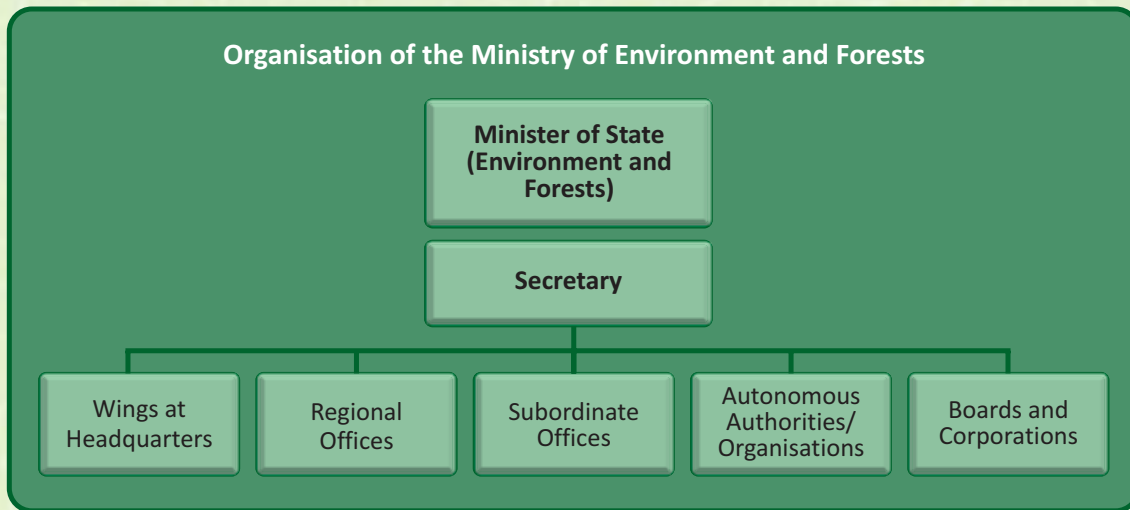 Organisation of the Ministry of Environment and Forests
Minister of State
(Environment and
Forests)
Secretary
Wings at
Headquarters
Regional
Offices
Subordinate
Offices
Autonomous
Authorities/
Organisations
Boards and
Corporations